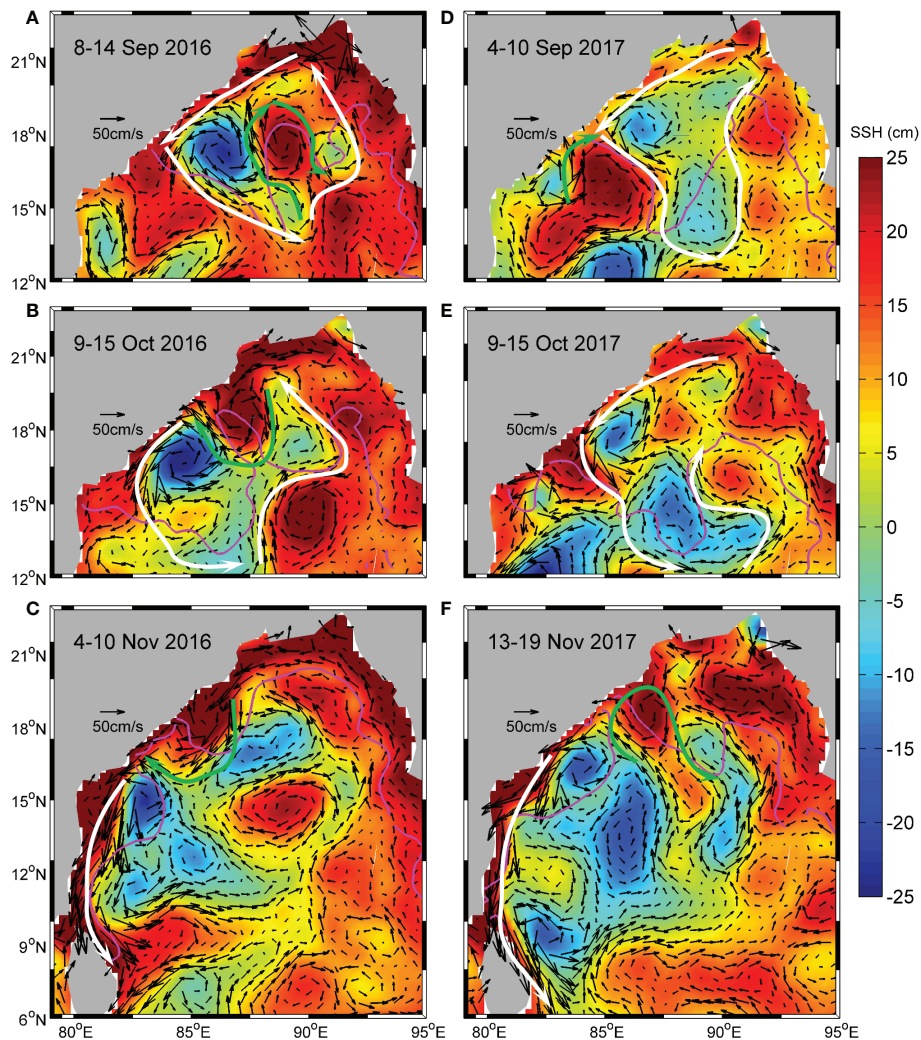 A
8-14 Sep 2016
21°N
50cm/s
18°N
15°N
12°N
D
4-10 Sep 2017
50cm/s
SSH (cm)
25
20
15
10
5
0
-5
-10
-15
-20
-25
B
9-15 Oct 2016
21°N
50cm/s
18°N
15°N
12°N
E
9-15 Oct 2017
50cm/s
C
4-10 Nov 2016
21°N
50cm/s
18°N
15°N
12°N
9°N
6°N
80°E 85°E 90°E 95°E
F
13-19 Nov 2017
50cm/s
80°E 85°E 90°E 95°E